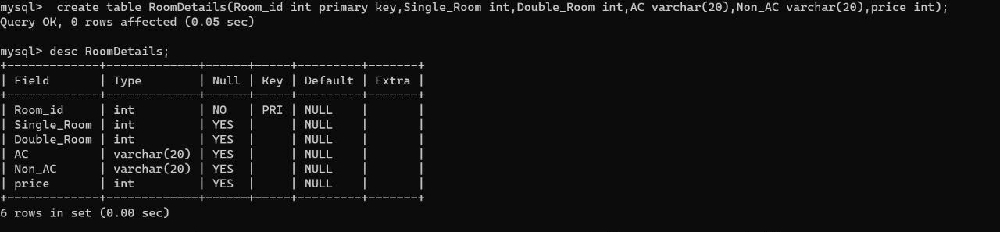 mysql>  create table RoomDetails(Room_id int primary key,Single_Room int,Double_Room int,AC varchar(20),Non_AC varchar(20),price int);
Query OK, 0 rows affected (0.05 sec)

mysql> desc RoomDetails;
+-------------+-------------+------+-----+---------+-------+
| Field       | Type        | Null | Key | Default | Extra |
+-------------+-------------+------+-----+---------+-------+
| Room_id     | int         | NO   | PRI | NULL    |       |
| Single_Room | int         | YES  |     | NULL    |       |
| Double_Room | int         | YES  |     | NULL    |       |
| AC          | varchar(20) | YES  |     | NULL    |       |
| Non_AC      | varchar(20) | YES  |     | NULL    |       |
| price       | int         | YES  |     | NULL    |       |
+-------------+-------------+------+-----+---------+-------+
6 rows in set (0.00 sec)